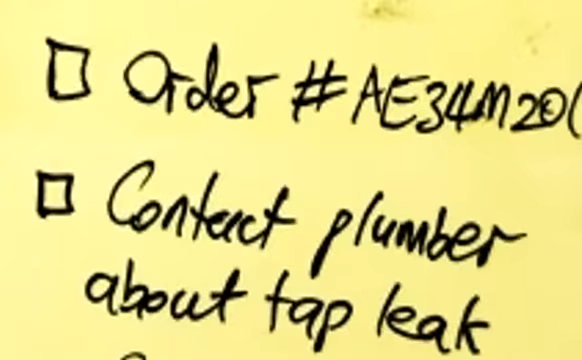 ☐ Order #AE34M20(
☐ Contact plumber
about tap leak